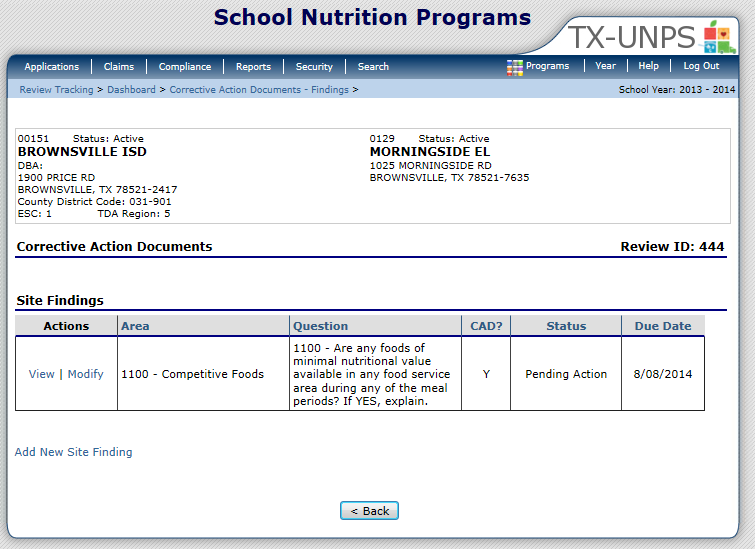 School Nutrition Programs
TX-UNPS
Applications Claims Compliance Reports Security Search Programs Year Help Log Out
Review Tracking > Dashboard > Corrective Action Documents - Findings > School Year: 2013 - 2014
00151 Status: Active
BROWNSVILLE ISD
DBA:
1900 PRICE RD
BROWNSVILLE, TX 78521-2417
County District Code: 031-901
ESC: 1 TDA Region: 5
0129 Status: Active
MORNINGSIDE EL
1025 MORNINGSIDE RD
BROWNSVILLE, TX 78521-7635
Corrective Action Documents Review ID: 444
Site Findings
Actions Area Question CAD? Status Due Date
View | Modify
1100 - Competitive Foods
1100 - Are any foods of
minimal nutritional value
available in any food service
area during any of the meal
periods? If YES, explain.
Y
Pending Action
8/08/2014
Add New Site Finding
< Back